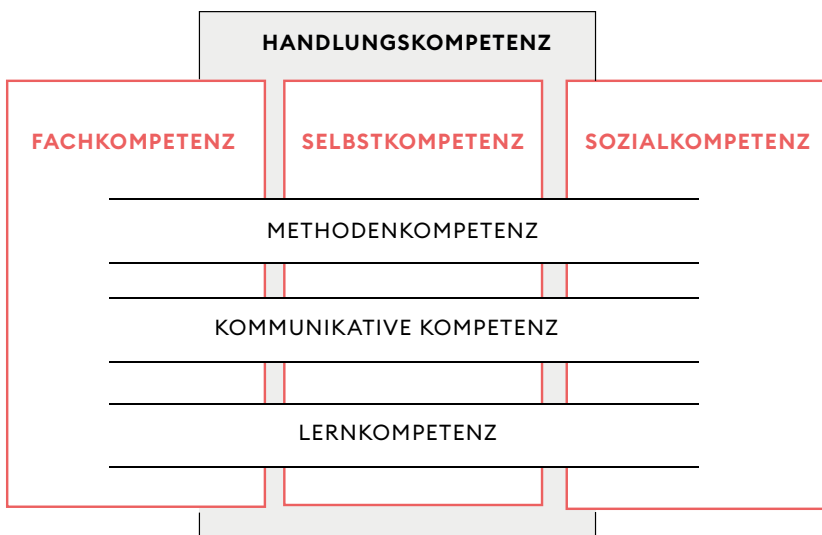 HANDLUNGSKOMPETENZ
FACHKOMPETENZ
SELBSTKOMPETENZ
SOZIALKOMPETENZ
METHODENKOMPETENZ
KOMMUNIKATIVE KOMPETENZ
LERNKOMPETENZ